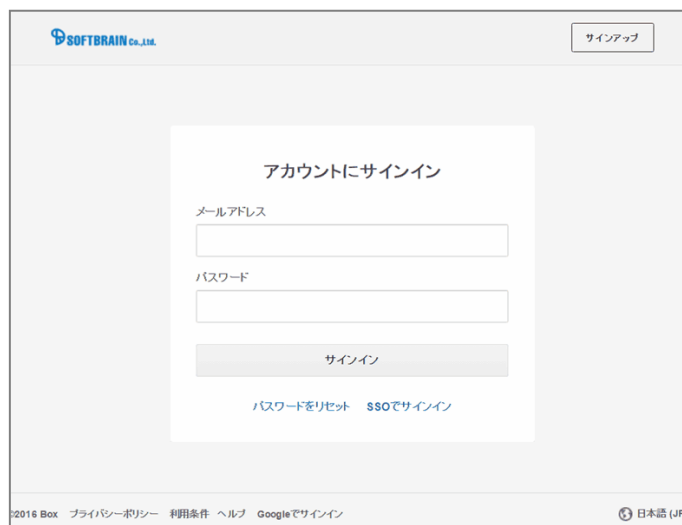 SOFTBRAIN Co.,Ltd.
サインアップ
アカウントにサインイン
メールアドレス
パスワード
サインイン
パスワードをリセット SSOでサインイン
2016 Box プライバシーポリシー 利用条件 ヘルプ Googleでサインイン 日本語 (JP